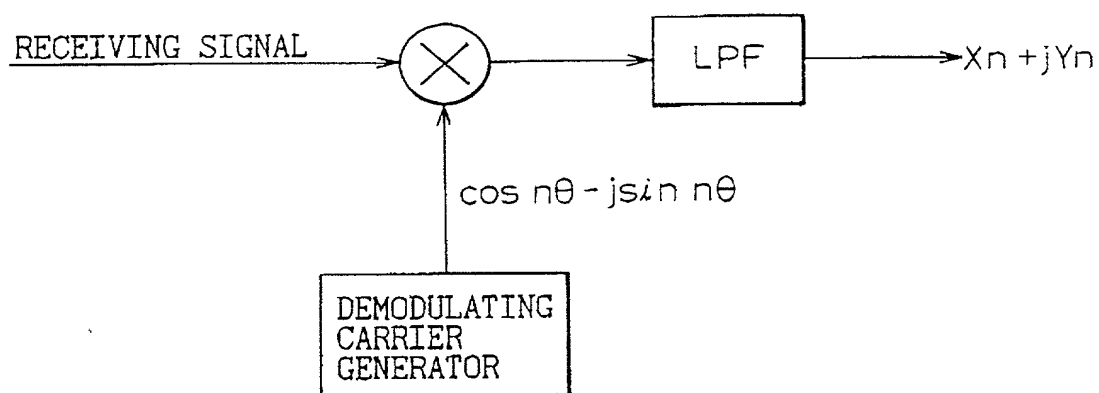 RECEIVING SIGNAL
LPF
Xn +jYn
cos nθ -jsin nθ
DEMODULATING
CARRIER
GENERATOR